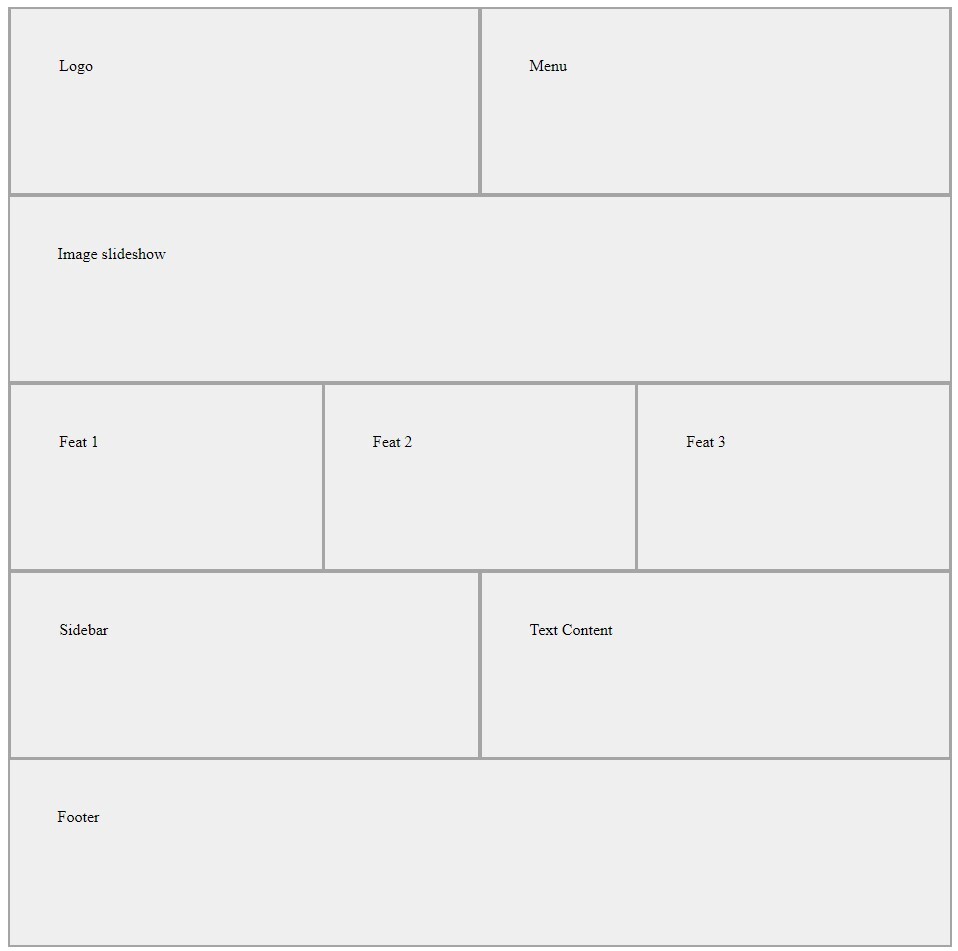 Logo
Menu
Image slideshow
Feat 1
Feat 2
Feat 3
Sidebar
Text Content
Footer